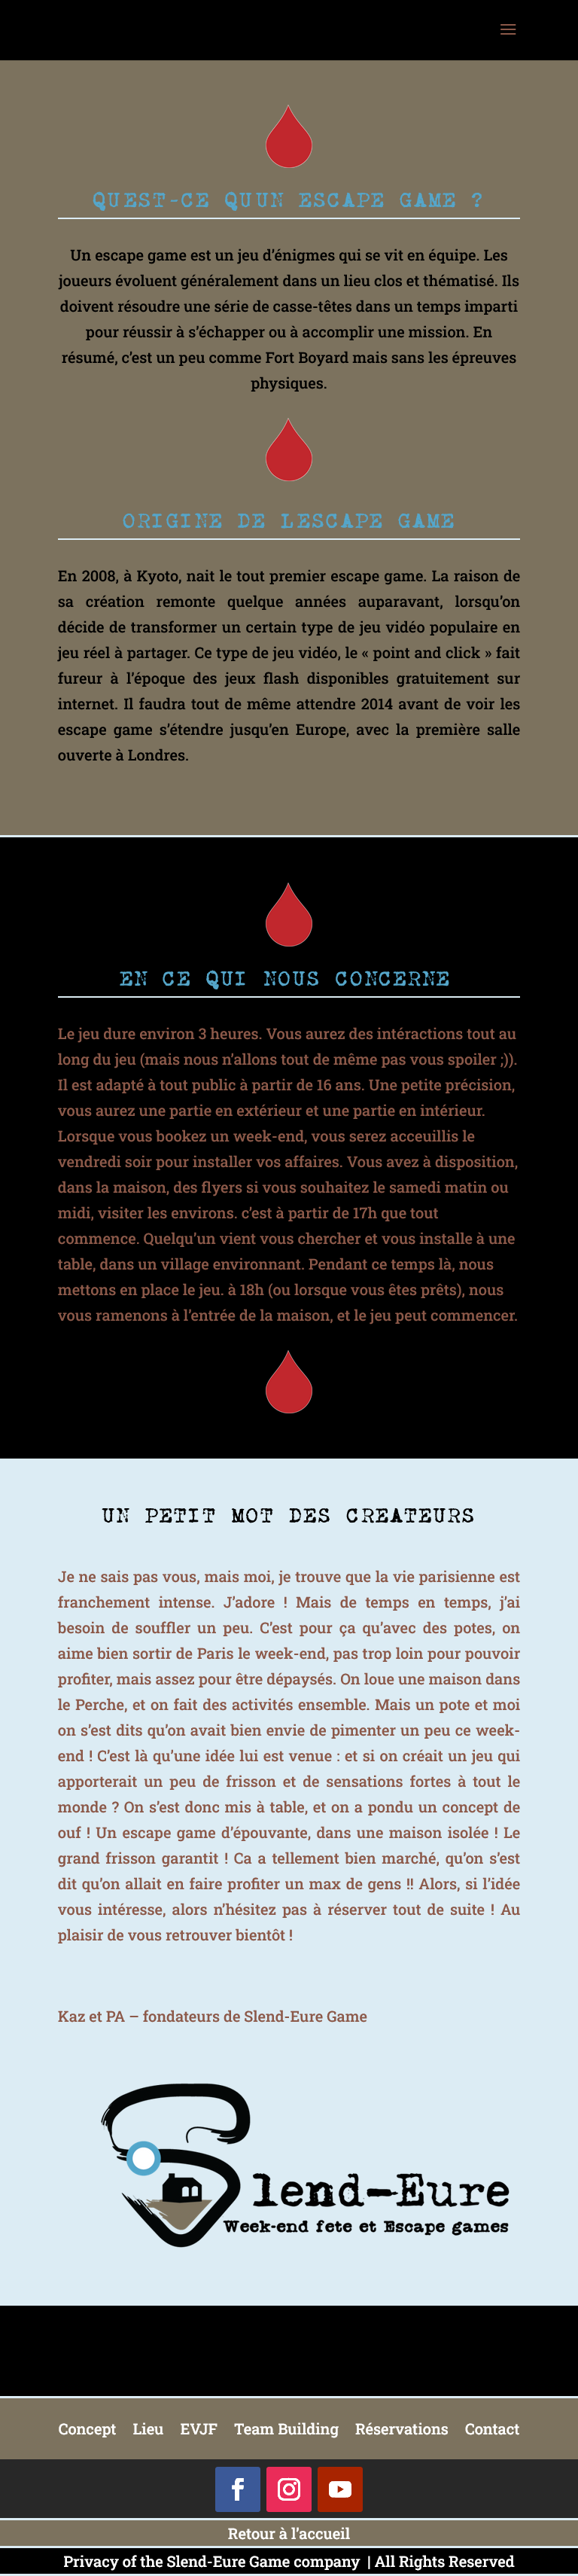 QUEST-CE QUUN ESCAPE GAME ?
Un escape game est un jeu d’énigmes qui se vit en équipe. Les
joueurs évoluent généralement dans un lieu clos et thématisé. Ils
doivent résoudre une série de casse-têtes dans un temps imparti
pour réussir à s’échapper ou à accomplir une mission. En
résumé, c’est un peu comme Fort Boyard mais sans les épreuves
physiques.
ORIGINE DE LESCAPE GAME
En 2008, à Kyoto, nait le tout premier escape game. La raison de
sa création remonte quelque années auparavant, lorsqu’on
décide de transformer un certain type de jeu vidéo populaire en
jeu réel à partager. Ce type de jeu vidéo, le « point and click » fait
fureur à l’époque des jeux flash disponibles gratuitement sur
internet. Il faudra tout de même attendre 2014 avant de voir les
escape game s’étendre jusqu’en Europe, avec la première salle
ouverte à Londres.
EN CE QUI NOUS CONCERNE
Le jeu dure environ 3 heures. Vous aurez des intéractions tout au
long du jeu (mais nous n’allons tout de même pas vous spoiler ;)).
Il est adapté à tout public à partir de 16 ans. Une petite précision,
vous aurez une partie en extérieur et une partie en intérieur.
Lorsque vous bookez un week-end, vous serez acceuillis le
vendredi soir pour installer vos affaires. Vous avez à disposition,
dans la maison, des flyers si vous souhaitez le samedi matin ou
midi, visiter les environs. c’est à partir de 17h que tout
commence. Quelqu’un vient vous chercher et vous installe à une
table, dans un village environnant. Pendant ce temps là, nous
mettons en place le jeu. à 18h (ou lorsque vous êtes prêts), nous
vous ramenons à l’entrée de la maison, et le jeu peut commencer.
UN PETIT MOT DES CREATEURS
Je ne sais pas vous, mais moi, je trouve que la vie parisienne est
franchement intense. J’adore ! Mais de temps en temps, j’ai
besoin de souffler un peu. C’est pour ça qu’avec des potes, on
aime bien sortir de Paris le week-end, pas trop loin pour pouvoir
profiter, mais assez pour être dépaysés. On loue une maison dans
le Perche, et on fait des activités ensemble. Mais un pote et moi
on s’est dits qu’on avait bien envie de pimenter un peu ce week-
end ! C’est là qu’une idée lui est venue : et si on créait un jeu qui
apporterait un peu de frisson et de sensations fortes à tout le
monde ? On s’est donc mis à table, et on a pondu un concept de
ouf ! Un escape game d’épouvante, dans une maison isolée ! Le
grand frisson garantit ! Ca a tellement bien marché, qu’on s’est
dit qu’on allait en faire profiter un max de gens !! Alors, si l’idée
vous intéresse, alors n’hésitez pas à réserver tout de suite ! Au
plaisir de vous retrouver bientôt !
Kaz et PA – fondateurs de Slend-Eure Game
Slend-Eure
Week-end fete et Escape games
Concept Lieu EVJF Team Building Réservations Contact
Retour à l’accueil
Privacy of the Slend-Eure Game company | All Rights Reserved